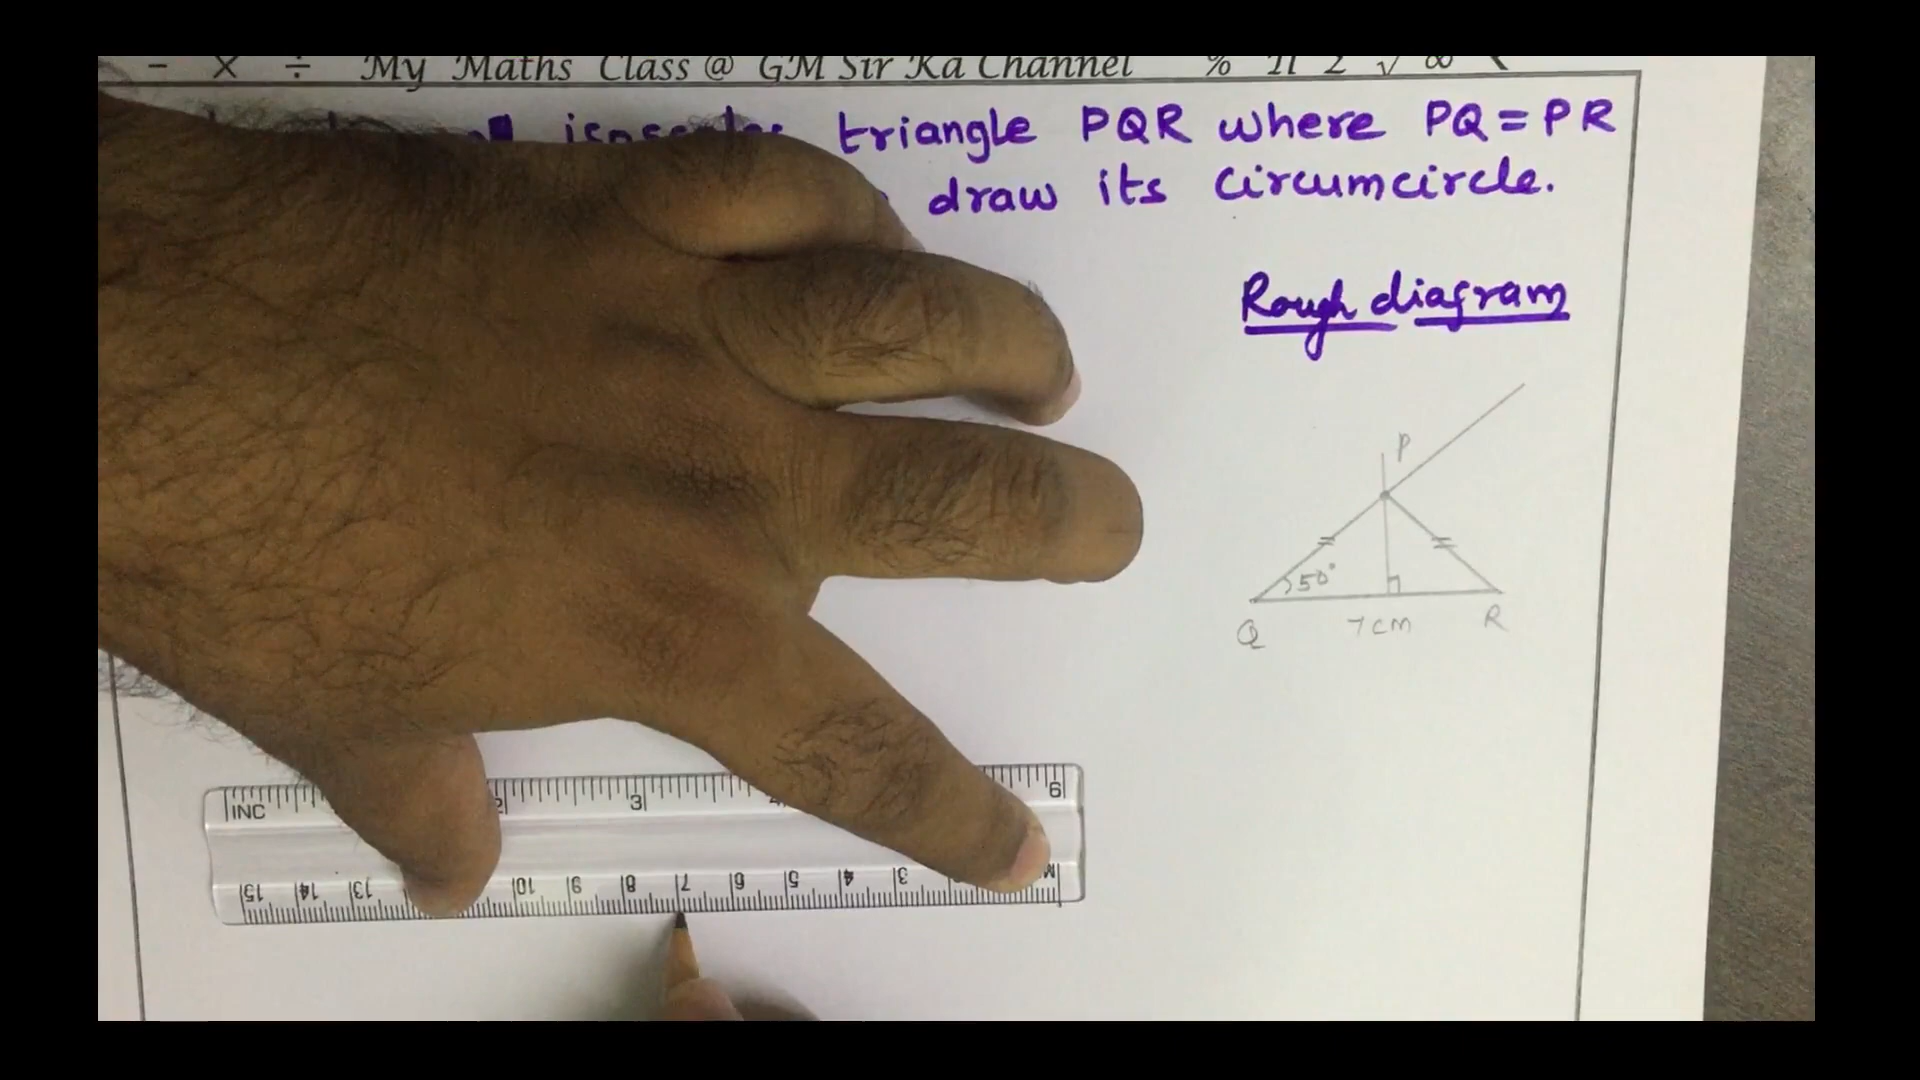 − × ÷ My Maths Class @ GM Sir Ka Channel % π Σ √ ∞
isosceles triangle PQR where PQ = PR
draw its circumcircle.
Rough diagram
P
50°
Q 7 cm R
INC 2 3 6
15 14 13 10 9 8 7 6 5 4 3